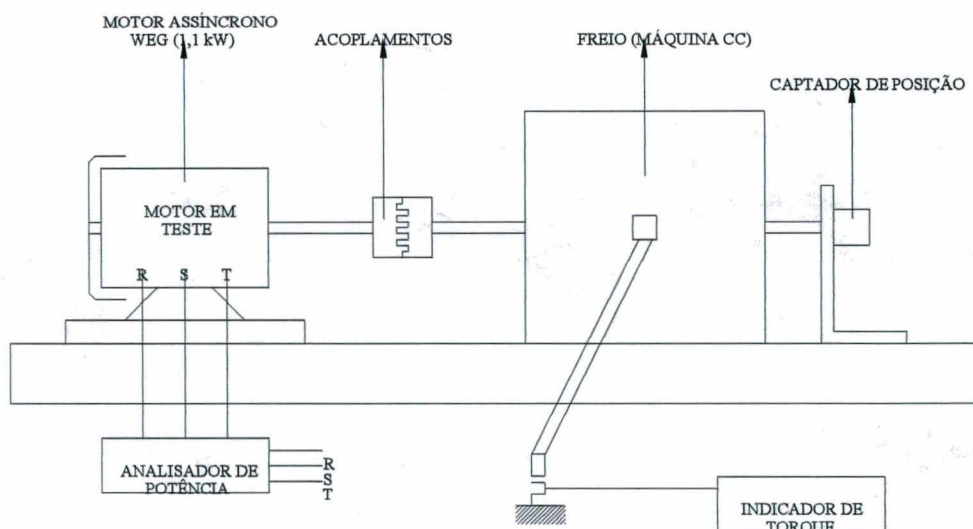 MOTOR ASSÍNCRONO
WEG (1,1 kW)
ACOPLAMENTOS
FREIO (MÁQUINA CC)
CAPTADOR DE POSIÇÃO
MOTOR EM
TESTE
R S T
ANALISADOR DE
POTÊNCIA
R
S
T
INDICADOR DE
TORQUE